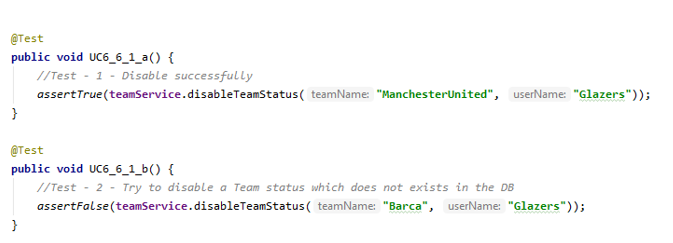 @Test
public void UC6_6_1_a() {
//Test - 1 - Disable successfully
assertTrue(teamService.disableTeamStatus( teamName: "ManchesterUnited", userName: "Glazers"));
}
@Test
public void UC6_6_1_b() {
//Test - 2 - Try to disable a Team status which does not exists in the DB
assertFalse(teamService.disableTeamStatus( teamName: "Barca", userName: "Glazers"));
}